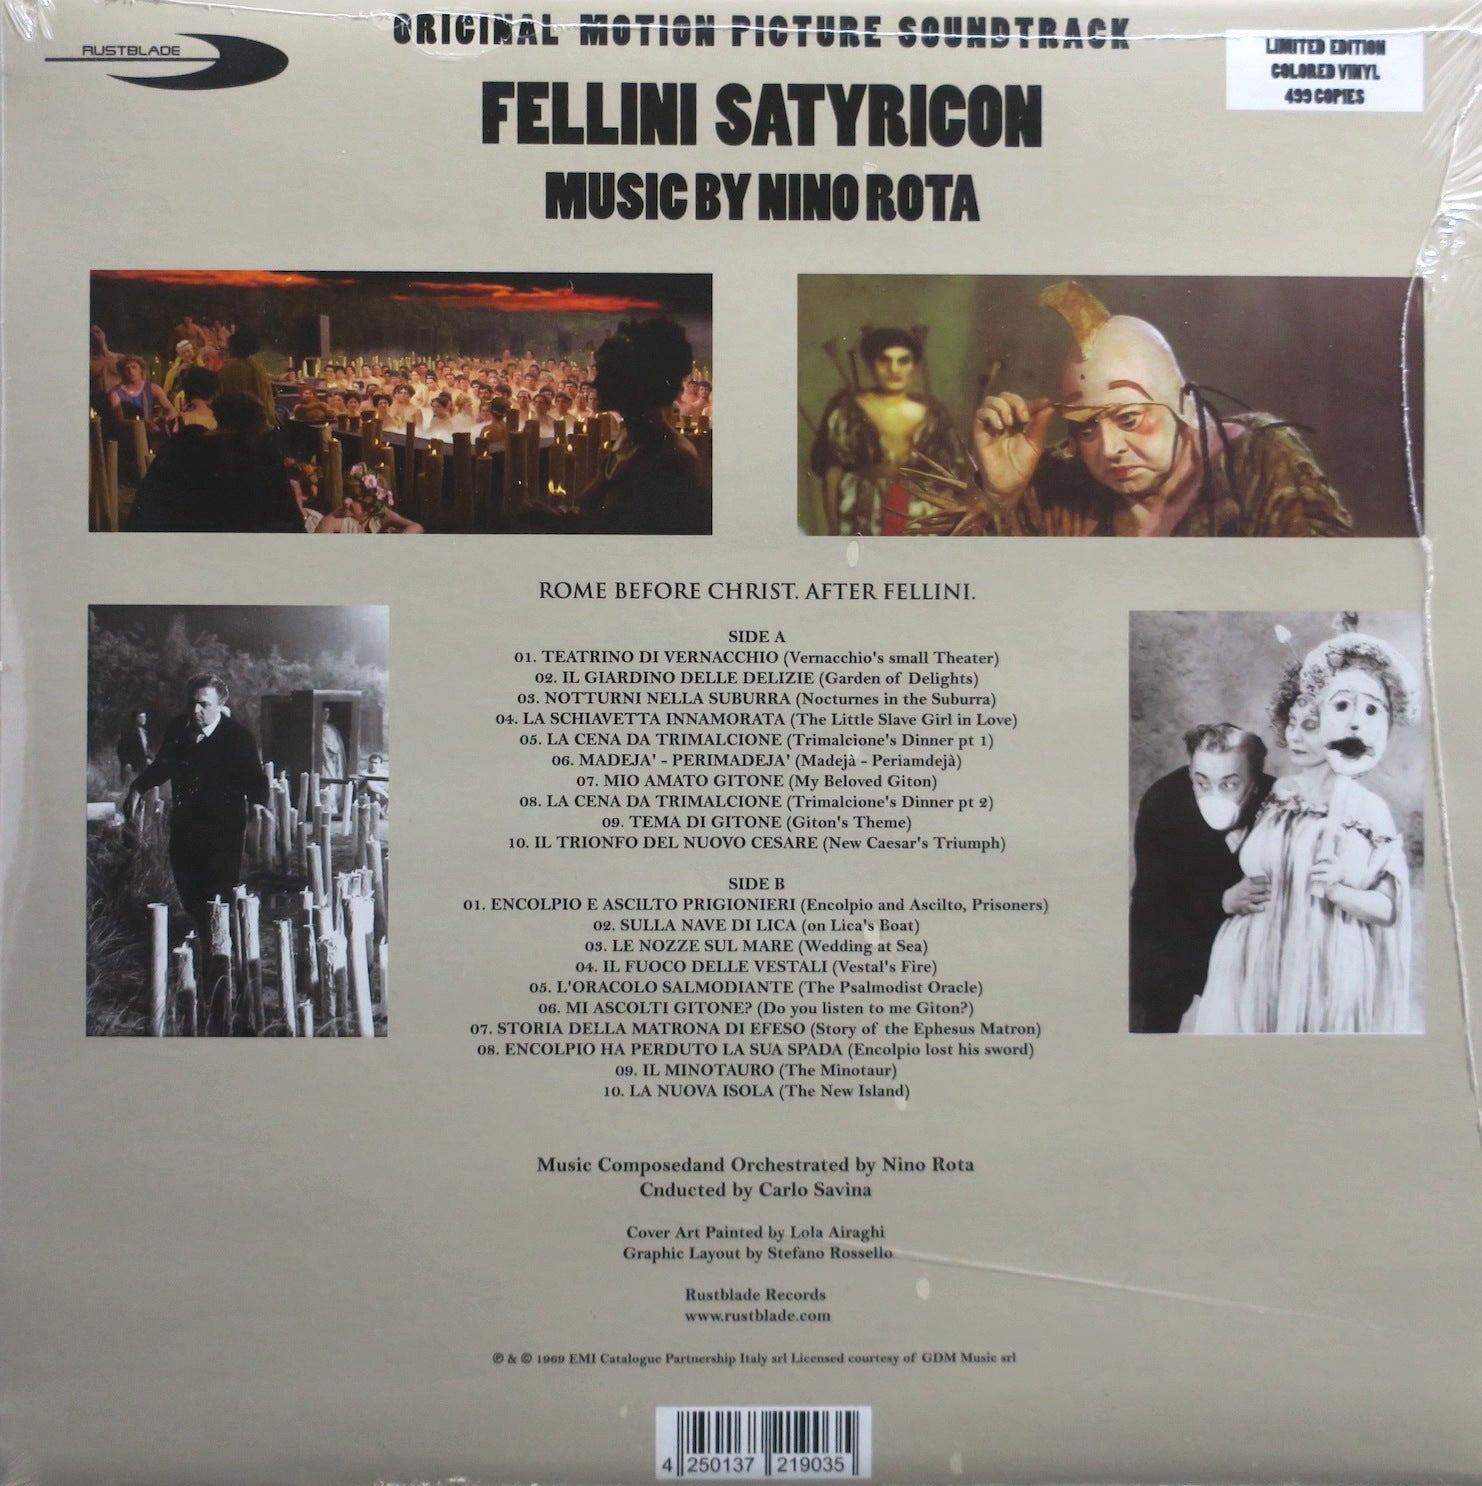 ORIGINAL MOTION PICTURE SOUNDTRACK
RUSTBLADE
LIMITED EDITION
COLORED VINYL
499 COPIES
FELLINI SATYRICON
MUSIC BY NINO ROTA
ROME BEFORE CHRIST. AFTER FELLINI.
SIDE A
01. TEATRINO DI VERNACCHIO (Vernacchio's small Theater)
02. IL GIARDINO DELLE DELIZIE (Garden of Delights)
03. NOTTURNI NELLA SUBURRA (Nocturnes in the Suburra)
04. LA SCHIAVETTA INNAMORATA (The Little Slave Girl in Love)
05. LA CENA DA TRIMALCIONE (Trimalcione's Dinner pt 1)
06. MADEJA' - PERIMADEJA' (Madejà - Periamdejà)
07. MIO AMATO GITONE (My Beloved Giton)
08. LA CENA DA TRIMALCIONE (Trimalcione's Dinner pt 2)
09. TEMA DI GITONE (Giton's Theme)
10. IL TRIONFO DEL NUOVO CESARE (New Caesar's Triumph)
SIDE B
01. ENCOLPIO E ASCILTO PRIGIONIERI (Encolpio and Ascilto, Prisoners)
02. SULLA NAVE DI LICA (on Lica's Boat)
03. LE NOZZE SUL MARE (Wedding at Sea)
04. IL FUOCO DELLE VESTALI (Vestal's Fire)
05. L'ORACOLO SALMODIANTE (The Psalmodist Oracle)
06. MI ASCOLTI GITONE? (Do you listen to me Giton?)
07. STORIA DELLA MATRONA DI EFESO (Story of the Ephesus Matron)
08. ENCOLPIO HA PERDUTO LA SUA SPADA (Encolpio lost his sword)
09. IL MINOTAURO (The Minotaur)
10. LA NUOVA ISOLA (The New Island)
Music Composedand Orchestrated by Nino Rota
Cnducted by Carlo Savina
Cover Art Painted by Lola Airaghi
Graphic Layout by Stefano Rossello
Rustblade Records
www.rustblade.com
℗ & © 1969 EMI Catalogue Partnership Italy srl Licensed courtesy of GDM Music srl
4 250137 219035